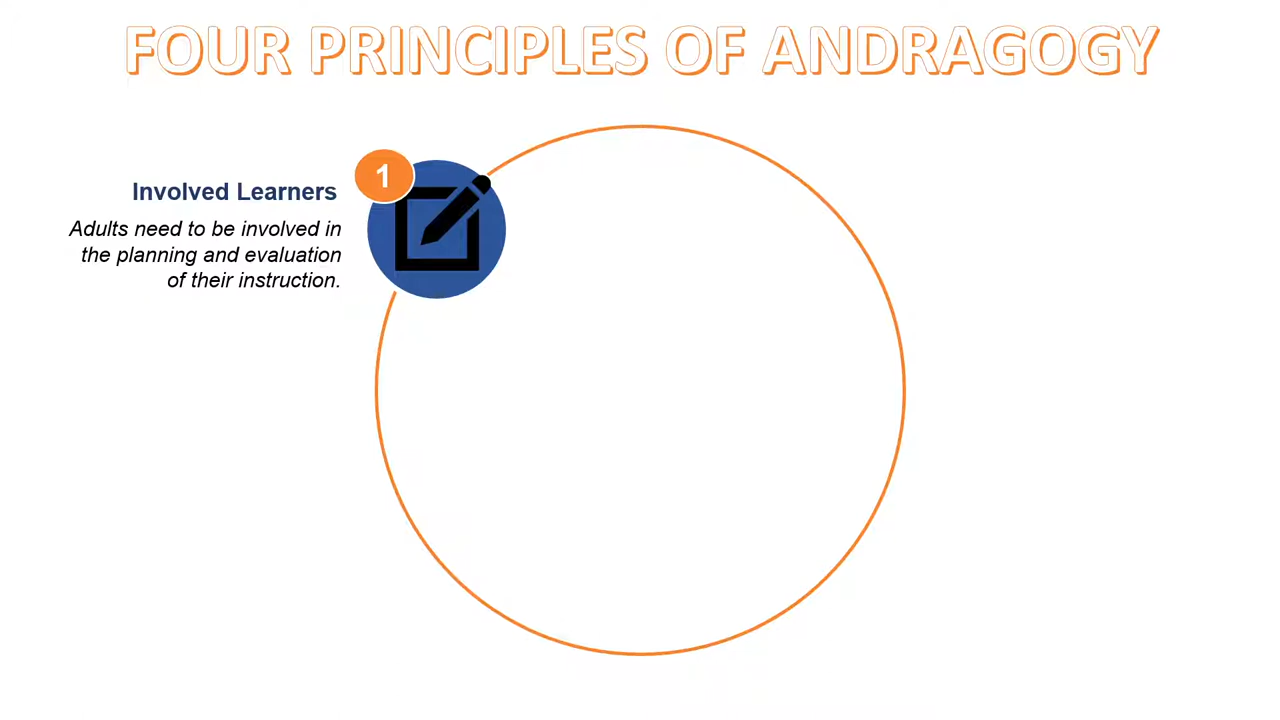 FOUR PRINCIPLES OF ANDRAGOGY
1
Involved Learners
Adults need to be involved in
the planning and evaluation
of their instruction.